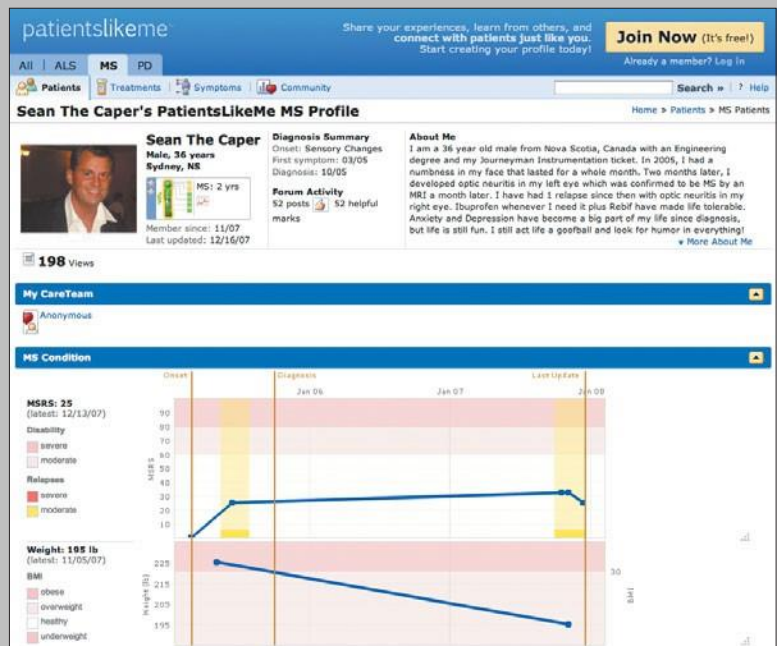 patientslikeme
Share your experiences, learn from others, and
connect with patients just like you.
Start creating your profile today!
Join Now (It's free!)
Already a member? Log in
All | ALS MS PD
Patients Treatments Symptoms Community
Search » ? Help
Sean The Caper's PatientsLikeMe MS Profile
Home » Patients » MS Patients
Sean The Caper
Male, 36 years
Sydney, NS
MS: 2 yrs
Member since: 11/07
Last updated: 12/16/07
Diagnosis Summary
Onset: Sensory Changes
First symptom: 03/05
Diagnosis: 10/05
Forum Activity
52 posts 52 helpful
marks
About Me
I am a 36 year old male from Nova Scotia, Canada with an Engineering
degree and my Journeyman Instrumentation ticket. In 2005, I had a
numbness in my face that lasted for a whole month. Two months later, I
developed optic neuritis in my left eye which was confirmed to be MS by an
MRI a month later. I have had 1 relapse since then with optic neuritis in my
right eye. Ibuprofen whenever I need it plus Rebif have made life tolerable.
Anxiety and Depression have become a big part of my life since diagnosis,
but life is still fun. I still act life a goofball and look for humor in everything!
More About Me
198 Views
My CareTeam
Anonymous
MS Condition
Onset Diagnosis Last Update
Jan 06 Jan 07 Jan 08
MSRS: 25
(latest: 12/13/07)
Disability
severe
moderate
Relapses
severe
moderate
MSRS
90
80
70
60
50
40
30
20
10
Weight: 195 lb
(latest: 11/05/07)
BMI
obese
overweight
healthy
underweight
Weight (lb)
225
215
205
195
30
BMI